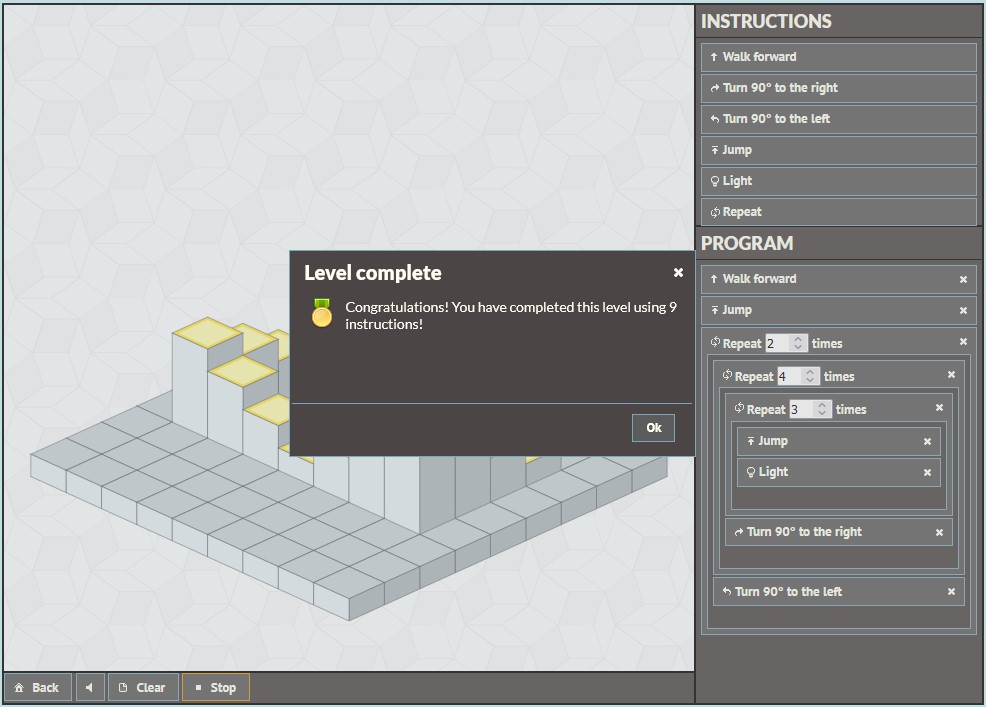 INSTRUCTIONS
Walk forward
Turn 90° to the right
Turn 90° to the left
Jump
Light
Repeat
PROGRAM
Walk forward
Jump
Repeat 2 times
Repeat 4 times
Repeat 3 times
Jump
Light
Turn 90° to the right
Turn 90° to the left
Level complete
Congratulations! You have completed this level using 9
instructions!
Ok
Back
Clear
Stop